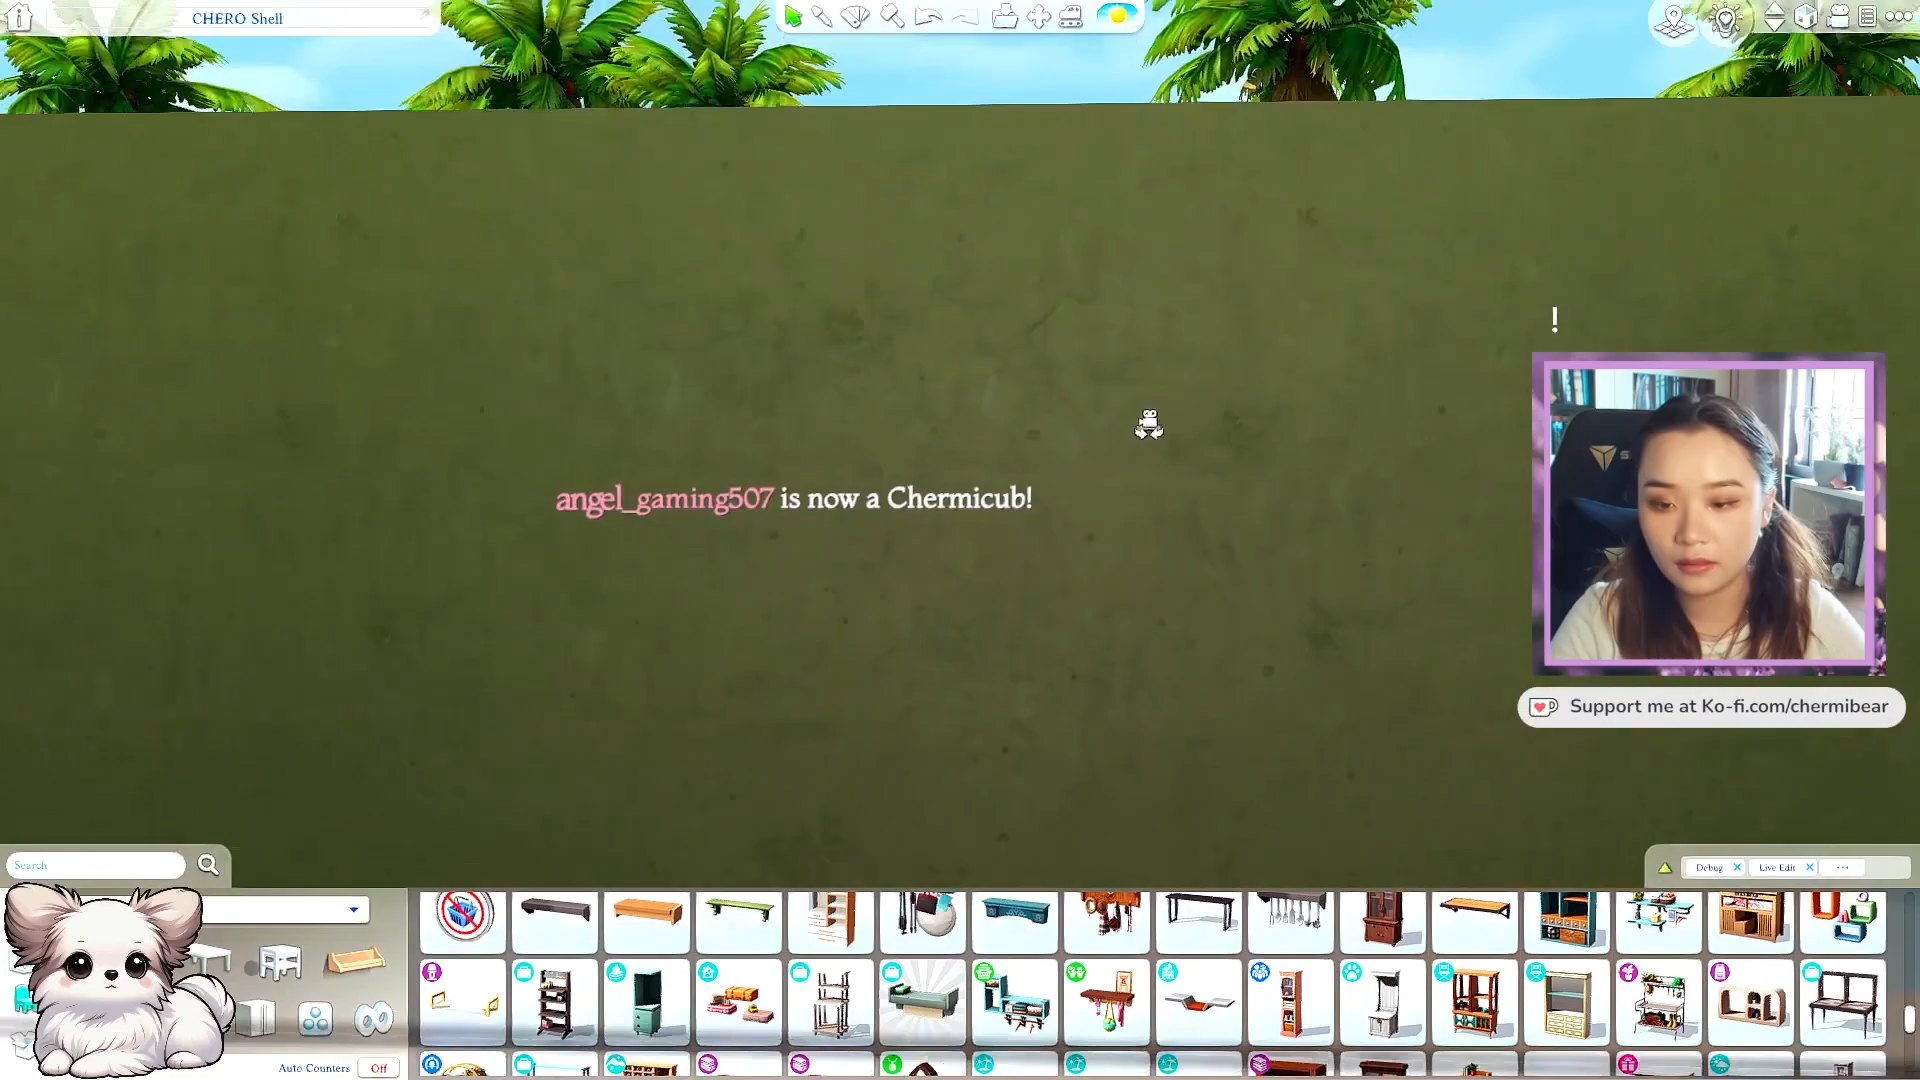 CHERO Shell
!
angel_gaming507 is now a Chermicub!
Support me at Ko-fi.com/chermibear
Search
Debug
Live Edit
Auto Counters Off